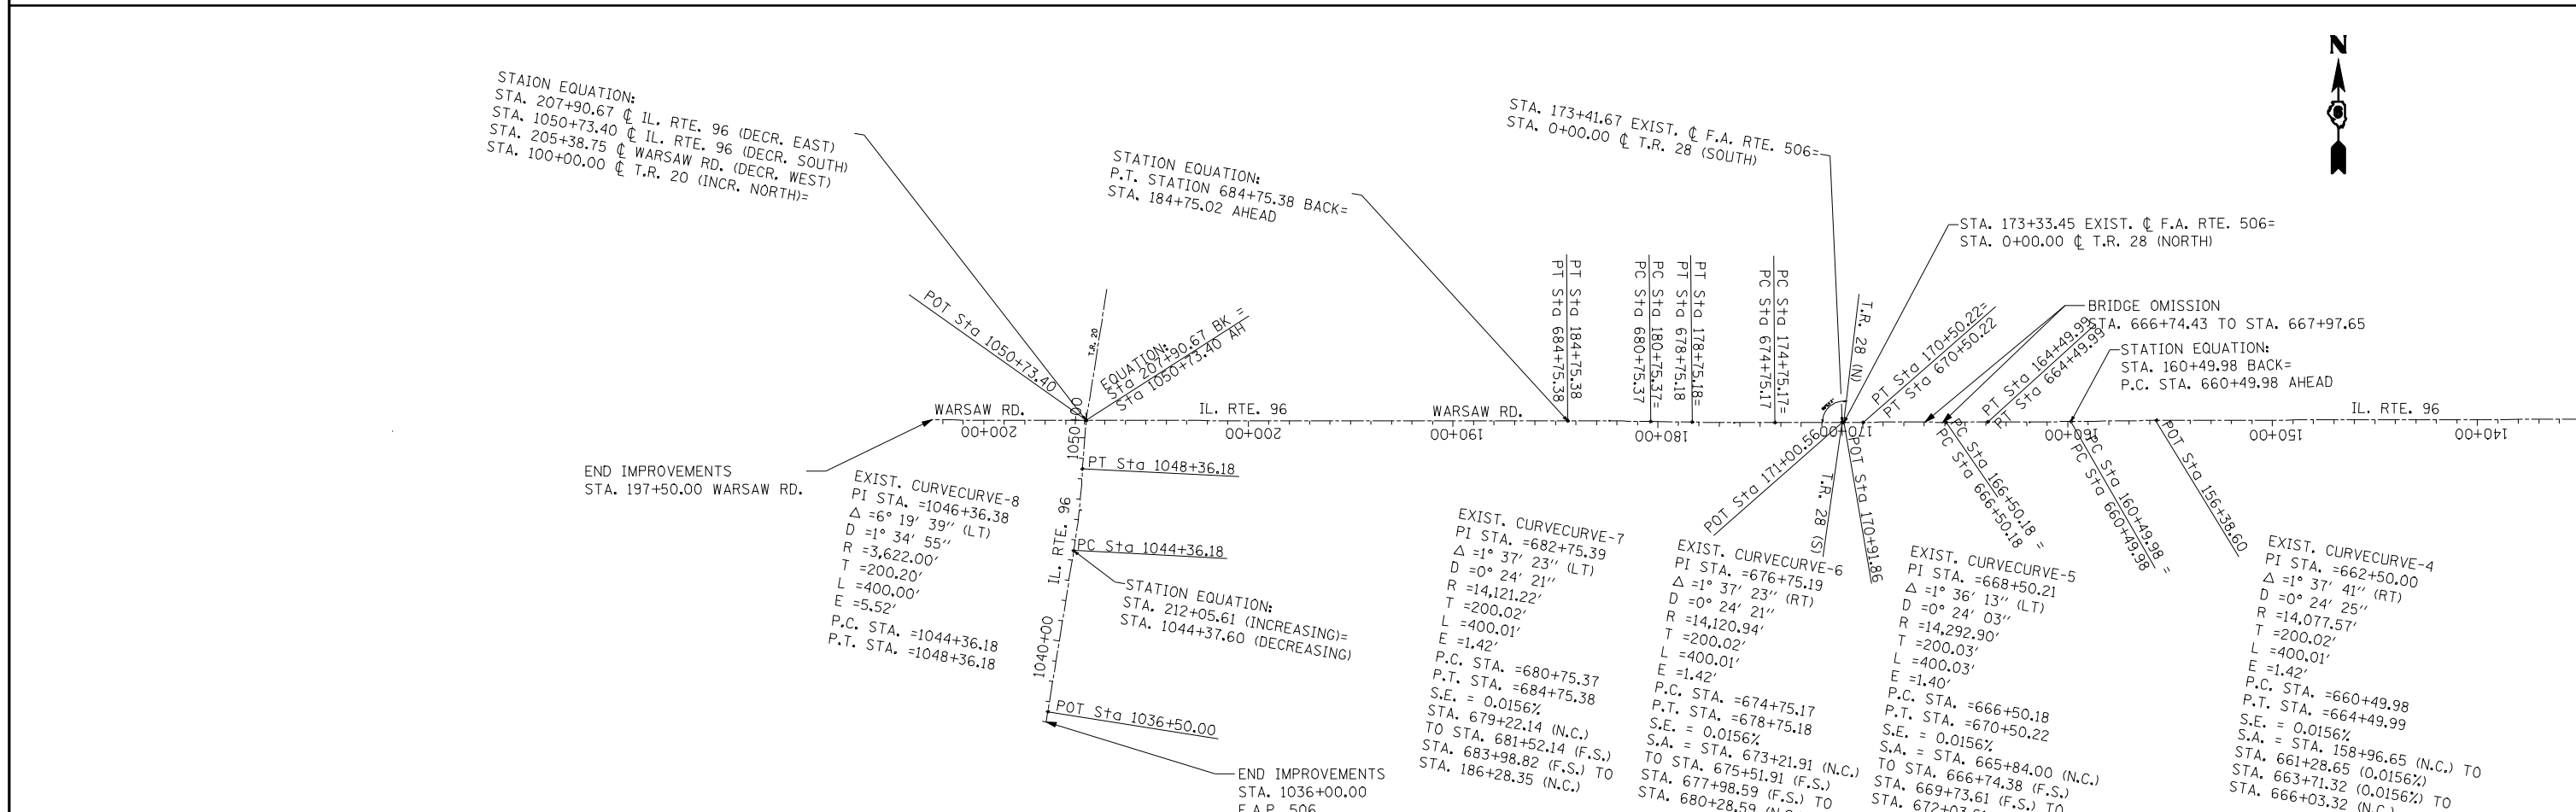 N
STAION EQUATION:
STA. 207+90.67 ℄ IL. RTE. 96 (DECR. EAST)
STA. 1050+73.40 ℄ IL. RTE. 96 (DECR. SOUTH)
STA. 205+38.75 ℄ WARSAW RD. (DECR. WEST)
STA. 100+00.00 ℄ T.R. 20 (INCR. NORTH)=
STATION EQUATION:
P.T. STATION 684+75.38 BACK=
STA. 184+75.02 AHEAD
STA. 173+41.67 EXIST. ℄ F.A. RTE. 506=
STA. 0+00.00 ℄ T.R. 28 (SOUTH)
STA. 173+33.45 EXIST. ℄ F.A. RTE. 506=
STA. 0+00.00 ℄ T.R. 28 (NORTH)
BRIDGE OMISSION
STA. 666+74.43 TO STA. 667+97.65
STATION EQUATION:
STA. 160+49.98 BACK=
P.C. STA. 660+49.98 AHEAD
POT Sta 1050+73.40
T.R. 20
EQUATION:
Sta 207+90.67 BK =
Sta 1050+73.40 AH
PT Sta 184+75.38
PT Sta 684+75.38
PC Sta 180+75.37=
PC Sta 680+75.37
PT Sta 178+75.18=
PT Sta 678+75.18
PC Sta 174+75.17=
PC Sta 674+75.17
T.R. 28 (N)
PT Sta 170+50.22=
PT Sta 670+50.22
PT Sta 164+49.99
PT Sta 664+49.99
WARSAW RD.
IL. RTE. 96
WARSAW RD.
IL. RTE. 96
200+00
1050+00
200+00
190+00
180+00
170+00
160+00
150+00
140+00
END IMPROVEMENTS
STA. 197+50.00 WARSAW RD.
PT Sta 1048+36.18
PC Sta 1044+36.18
IL. RTE. 96
1040+00
STATION EQUATION:
STA. 212+05.61 (INCREASING)=
STA. 1044+37.60 (DECREASING)
POT Sta 1036+50.00
END IMPROVEMENTS
STA. 1036+00.00
F.A.P. 506
POT Sta 171+00.56
T.R. 28 (S)
POT Sta 170+91.86
PC Sta 166+50.18 =
PC Sta 666+50.18
PC Sta 160+49.98 =
PC Sta 660+49.98
POT Sta 156+38.60
EXIST. CURVECURVE-8
PI STA. =1046+36.38
Δ =6° 19' 39'' (LT)
D =1° 34' 55''
R =3,622.00'
T =200.20'
L =400.00'
E =5.52'
P.C. STA. =1044+36.18
P.T. STA. =1048+36.18
EXIST. CURVECURVE-7
PI STA. =682+75.39
Δ =1° 37' 23'' (LT)
D =0° 24' 21''
R =14,121.22'
T =200.02'
L =400.01'
E =1.42'
P.C. STA. =680+75.37
P.T. STA. =684+75.38
S.E. = 0.0156%
STA. 679+22.14 (N.C.)
TO STA. 681+52.14 (F.S.)
STA. 683+98.82 (F.S.) TO
STA. 186+28.35 (N.C.)
EXIST. CURVECURVE-6
PI STA. =676+75.19
Δ =1° 37' 23'' (RT)
D =0° 24' 21''
R =14,120.94'
T =200.02'
L =400.01'
E =1.42'
P.C. STA. =674+75.17
P.T. STA. =678+75.18
S.E. = 0.0156%
S.A. = STA. 673+21.91 (N.C.)
TO STA. 675+51.91 (F.S.)
STA. 677+98.59 (F.S.) TO
STA. 680+28.59
EXIST. CURVECURVE-5
PI STA. =668+50.21
Δ =1° 36' 13'' (LT)
D =0° 24' 03''
R =14,292.90'
T =200.03'
L =400.03'
E =1.40'
P.C. STA. =666+50.18
P.T. STA. =670+50.22
S.E. = 0.0156%
S.A. = STA. 665+84.00 (N.C.)
TO STA. 666+74.38 (F.S.)
STA. 669+73.61 (F.S.) TO
STA.
EXIST. CURVECURVE-4
PI STA. =662+50.00
Δ =1° 37' 41'' (RT)
D =0° 24' 25''
R =14,077.57'
T =200.02'
L =400.01'
E =1.42'
P.C. STA. =660+49.98
P.T. STA. =664+49.99
S.E. = 0.0156%
S.A. = STA. 158+96.65 (N.C.) TO
STA. 661+28.65 (0.0156%)
STA. 663+71.32 (0.0156%) TO
STA. 666+03.32 (N.C.)